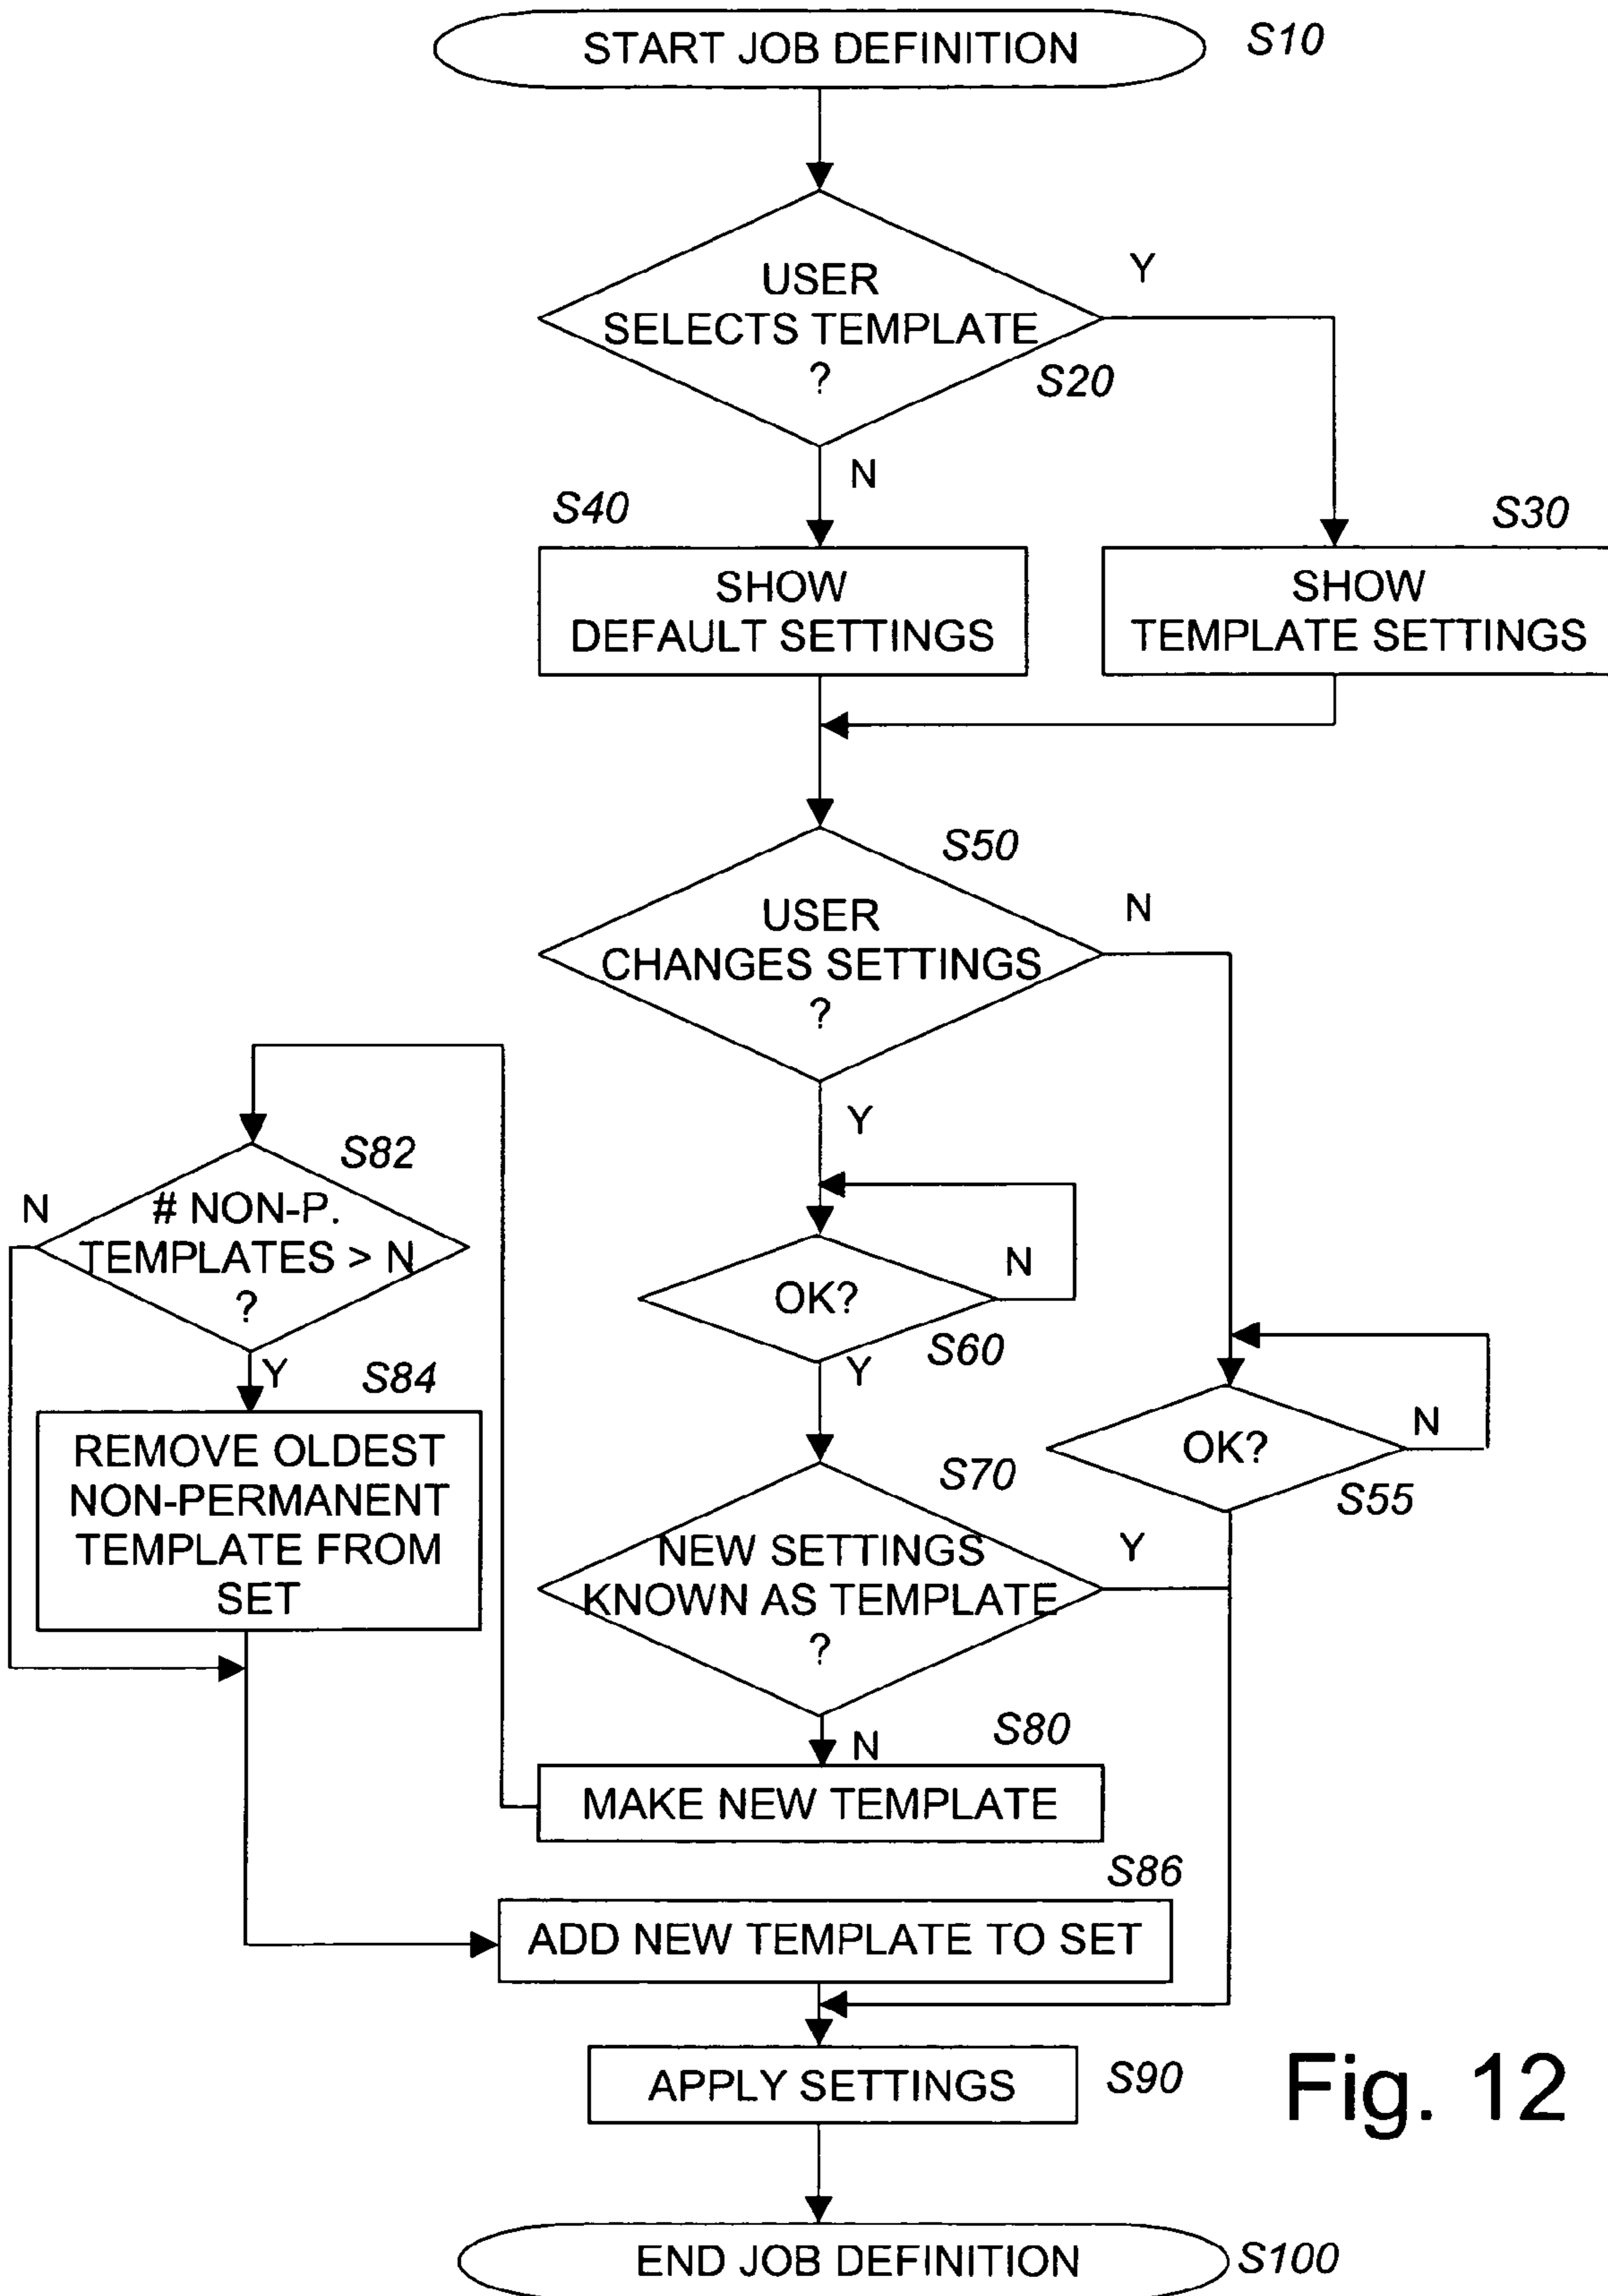 START JOB DEFINITION
S10
USER
SELECTS TEMPLATE
?
S20
Y
N
S40
SHOW
DEFAULT SETTINGS
S30
SHOW
TEMPLATE SETTINGS
S50
USER
CHANGES SETTINGS
?
N
Y
S82
# NON-P.
TEMPLATES > N
?
N
Y
S84
REMOVE OLDEST
NON-PERMANENT
TEMPLATE FROM
SET
OK?
N
S60
Y
OK?
N
S55
S70
NEW SETTINGS
KNOWN AS TEMPLATE
?
Y
N
S80
MAKE NEW TEMPLATE
S86
ADD NEW TEMPLATE TO SET
APPLY SETTINGS
S90
Fig. 12
END JOB DEFINITION
S100